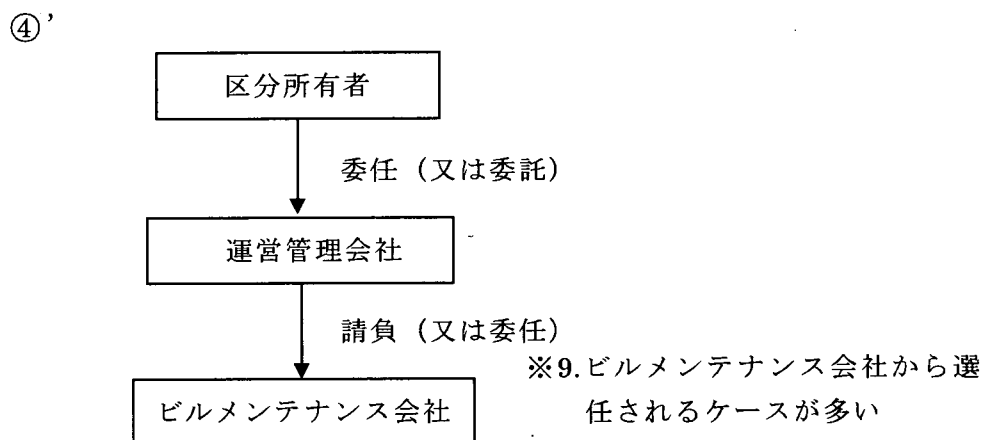 ④’
区分所有者
委任（又は委託）
運営管理会社
請負（又は委任）
※9.ビルメンテナンス会社から選
任されるケースが多い
ビルメンテナンス会社